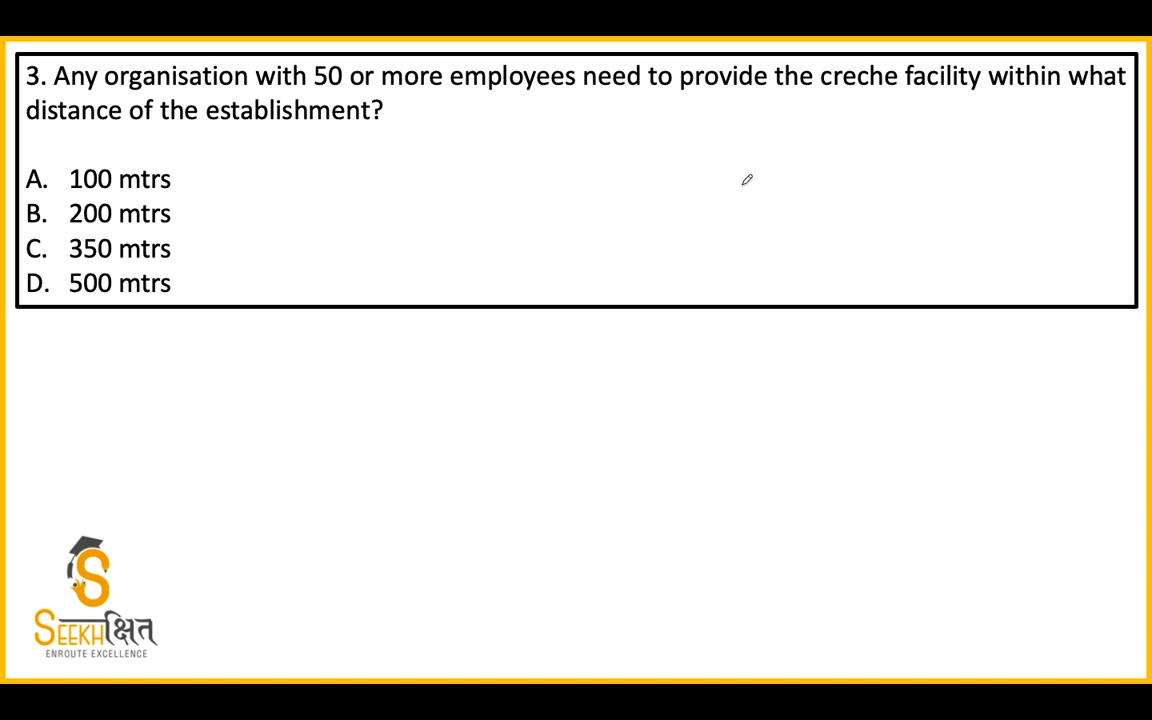 3. Any organisation with 50 or more employees need to provide the creche facility within what
distance of the establishment?
A. 100 mtrs
B. 200 mtrs
C. 350 mtrs
D. 500 mtrs
SEEKHक्षित
ENROUTE EXCELLENCE